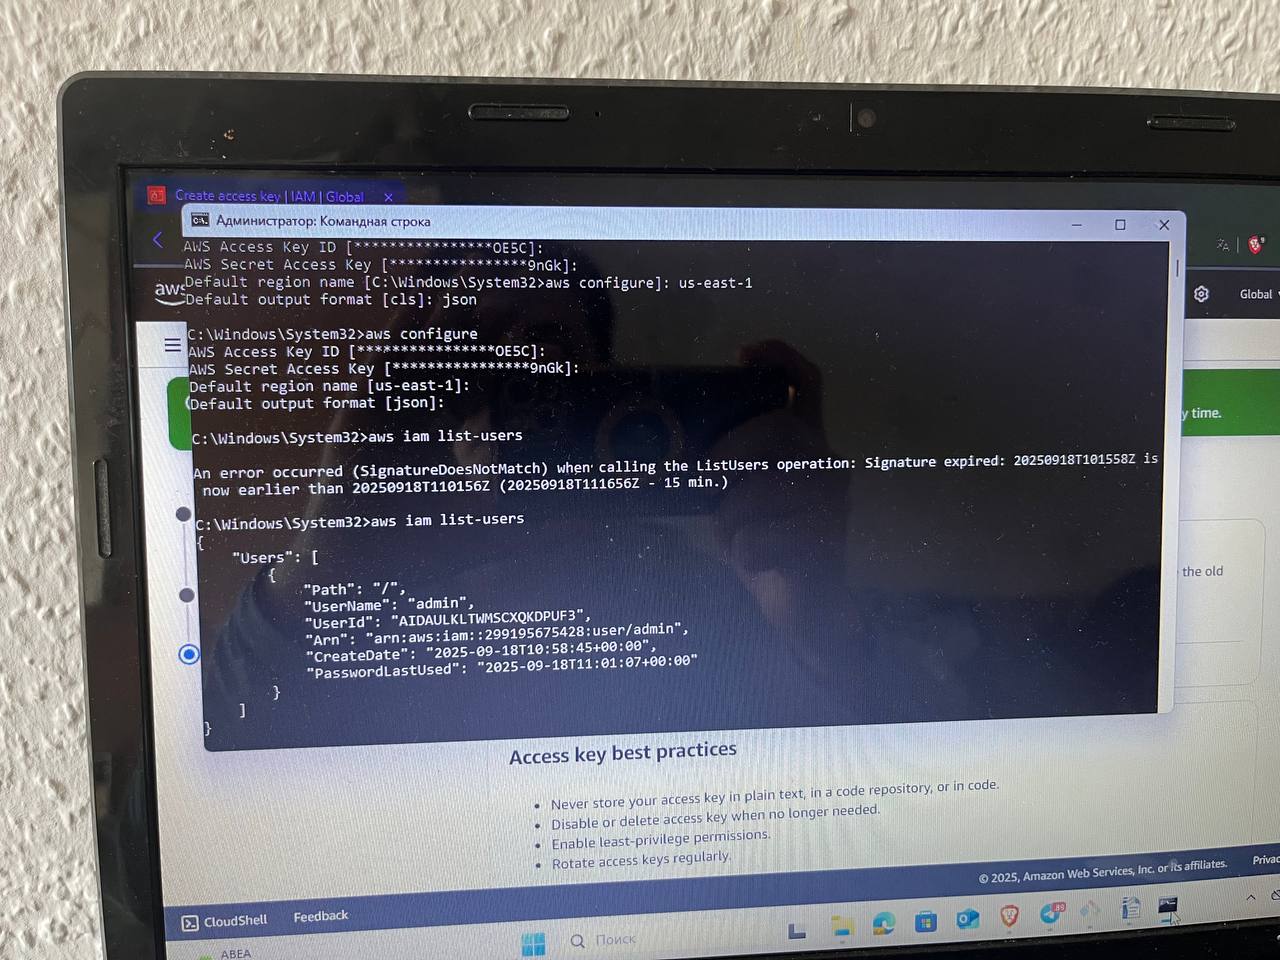 Create access key | IAM | Global
Администратор: Командная строка
AWS Access Key ID [****************OE5C]:
AWS Secret Access Key [****************9nGk]:
Default region name [C:\Windows\System32>aws configure]: us-east-1
Default output format [cls]: json
C:\Windows\System32>aws configure
AWS Access Key ID [****************OE5C]:
AWS Secret Access Key [****************9nGk]:
Default region name [us-east-1]:
Default output format [json]:
C:\Windows\System32>aws iam list-users
An error occurred (SignatureDoesNotMatch) when calling the ListUsers operation: Signature expired: 20250918T101558Z is
now earlier than 20250918T110156Z (20250918T111656Z - 15 min.)
C:\Windows\System32>aws iam list-users
{
"Users": [
{
"Path": "/",
"UserName": "admin",
"UserId": "AIDAULKLTWMSCXQKDPUF3",
"Arn": "arn:aws:iam::299195675428:user/admin",
"CreateDate": "2025-09-18T10:58:45+00:00",
"PasswordLastUsed": "2025-09-18T11:01:07+00:00"
}
]
}
aws
Global
y time.
the old
Access key best practices
Never store your access key in plain text, in a code repository, or in code.
Disable or delete access key when no longer needed.
Enable least-privilege permissions.
Rotate access keys regularly.
© 2025, Amazon Web Services, Inc. or its affiliates.
Privac
CloudShell
Feedback
ABEA
Поиск
89